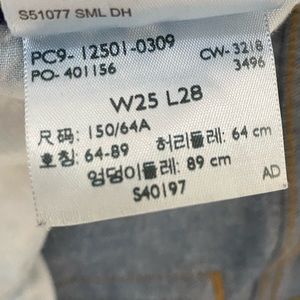 S51077 SML DH
PC9- 12501-0309
PO- 401156
CW- 3218
3496
W25 L28
尺码: 150/64A
호칭: 64-89 허리둘레: 64 cm
엉덩이둘레: 89 cm
S40197
AD